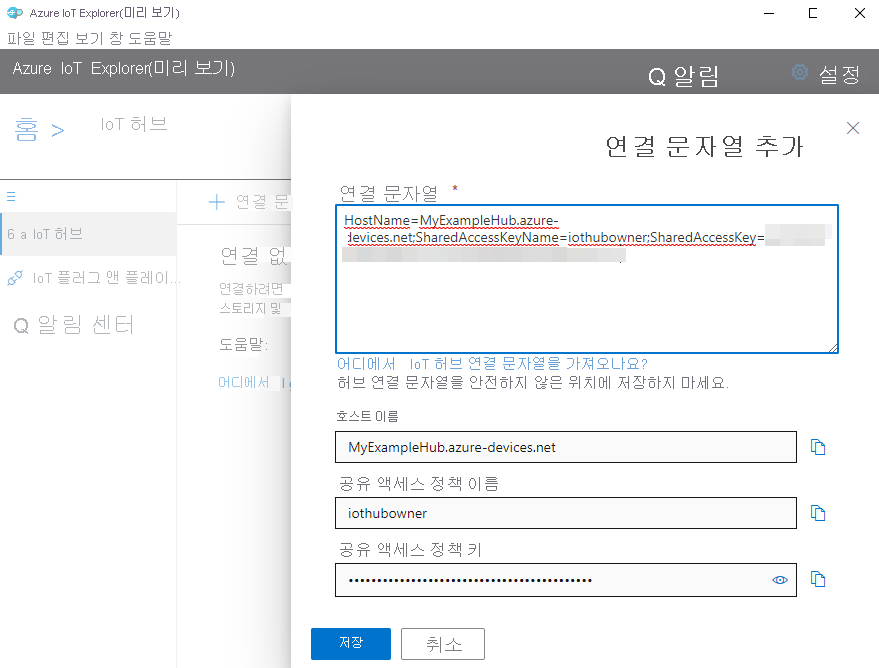 Azure IoT Explorer(미리 보기)
파일 편집 보기 창 도움말
Azure IoT Explorer(미리 보기)
Q 알림
설정
홈 >
IoT 허브
6 a IoT 허브
IoT 플러그 앤 플레이...
Q 알림 센터
+ 연결 문
연결 없
연결하려면
스토리지 및
도움말:
어디에서 I
연결 문자열 추가
연결 문자열 *
HostName=MyExampleHub.azure-
devices.net;SharedAccessKeyName=iothubowner;SharedAccessKey=
어디에서 IoT 허브 연결 문자열을 가져오나요?
허브 연결 문자열을 안전하지 않은 위치에 저장하지 마세요.
호스트 이름
MyExampleHub.azure-devices.net
공유 액세스 정책 이름
iothubowner
공유 액세스 정책 키
저장
취소